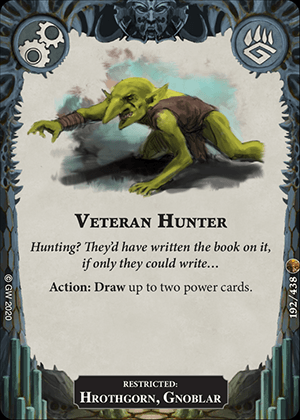 Veteran Hunter
Hunting? They'd have written the book on it,
if only they could write…
Action: Draw up to two power cards.
© GW 2020
192/438
RESTRICTED:
Hrothgorn, Gnoblar